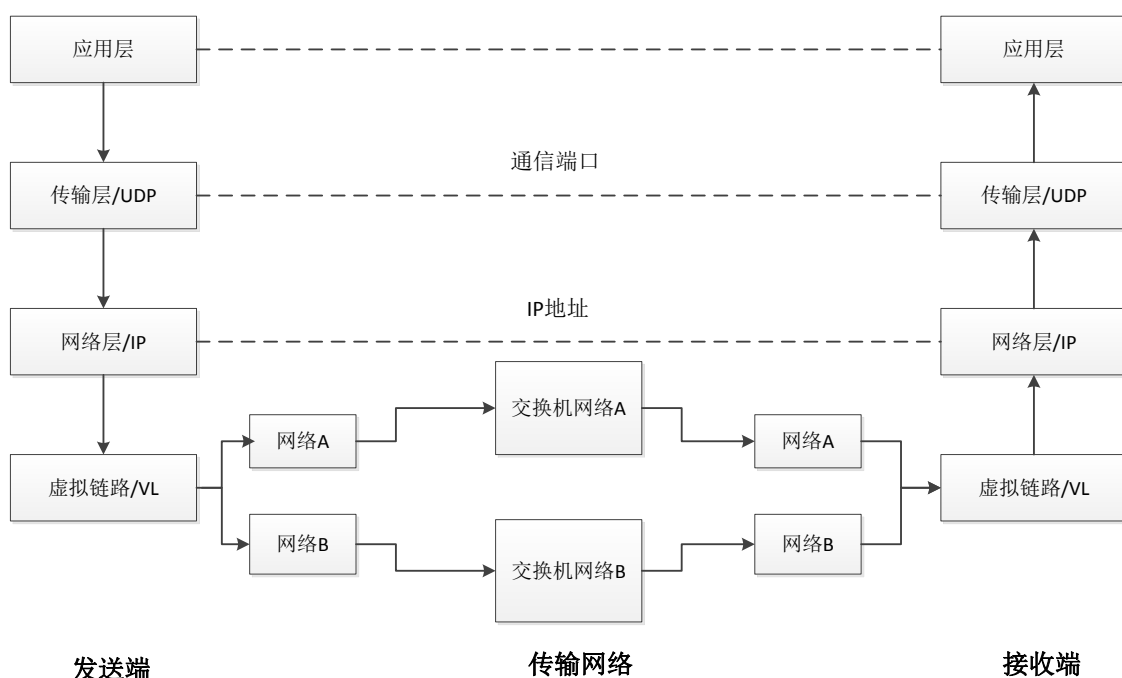 应用层
应用层
通信端口
传输层/UDP
传输层/UDP
IP地址
网络层/IP
网络层/IP
交换机网络A
网络A
网络A
虚拟链路/VL
虚拟链路/VL
网络B
网络B
交换机网络B
发送端
传输网络
接收端